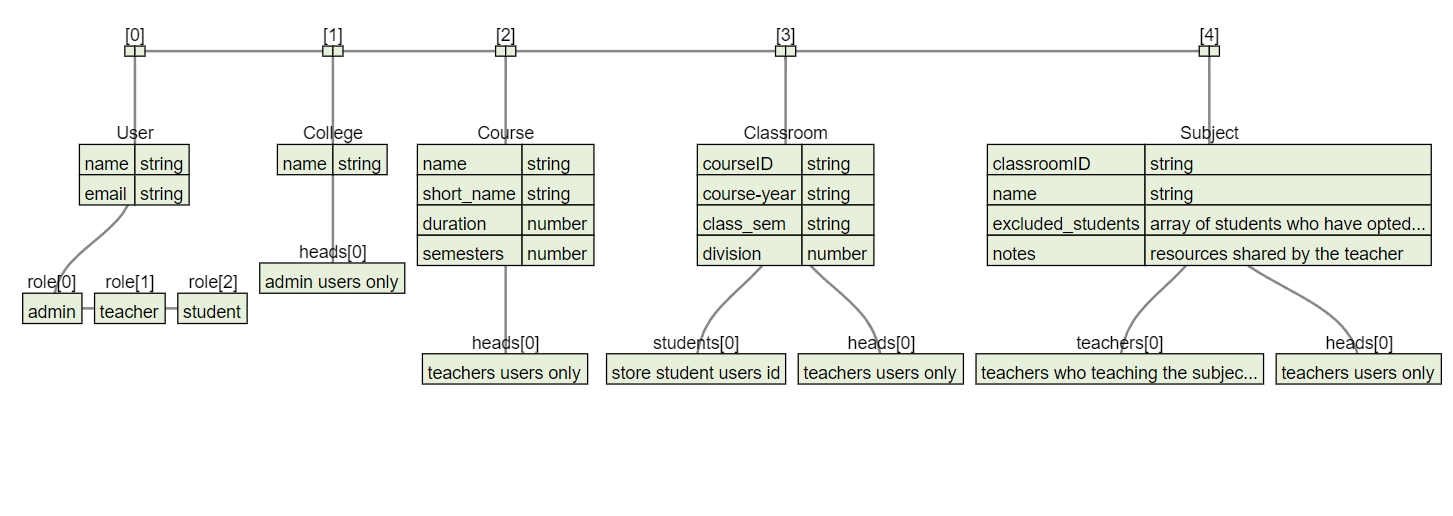 [0] [1] [2] [3] [4]
User College Course Classroom Subject
name string name string name string courseID string classroomID string
email string short_name string course-year string name string
duration number class_sem string excluded_students array of students who have opted...
semesters number division number notes resources shared by the teacher
heads[0]
admin users only
role[0] role[1] role[2]
admin teacher student
heads[0] students[0] heads[0] teachers[0] heads[0]
teachers users only store student users id teachers users only teachers who teaching the subjec... teachers users only